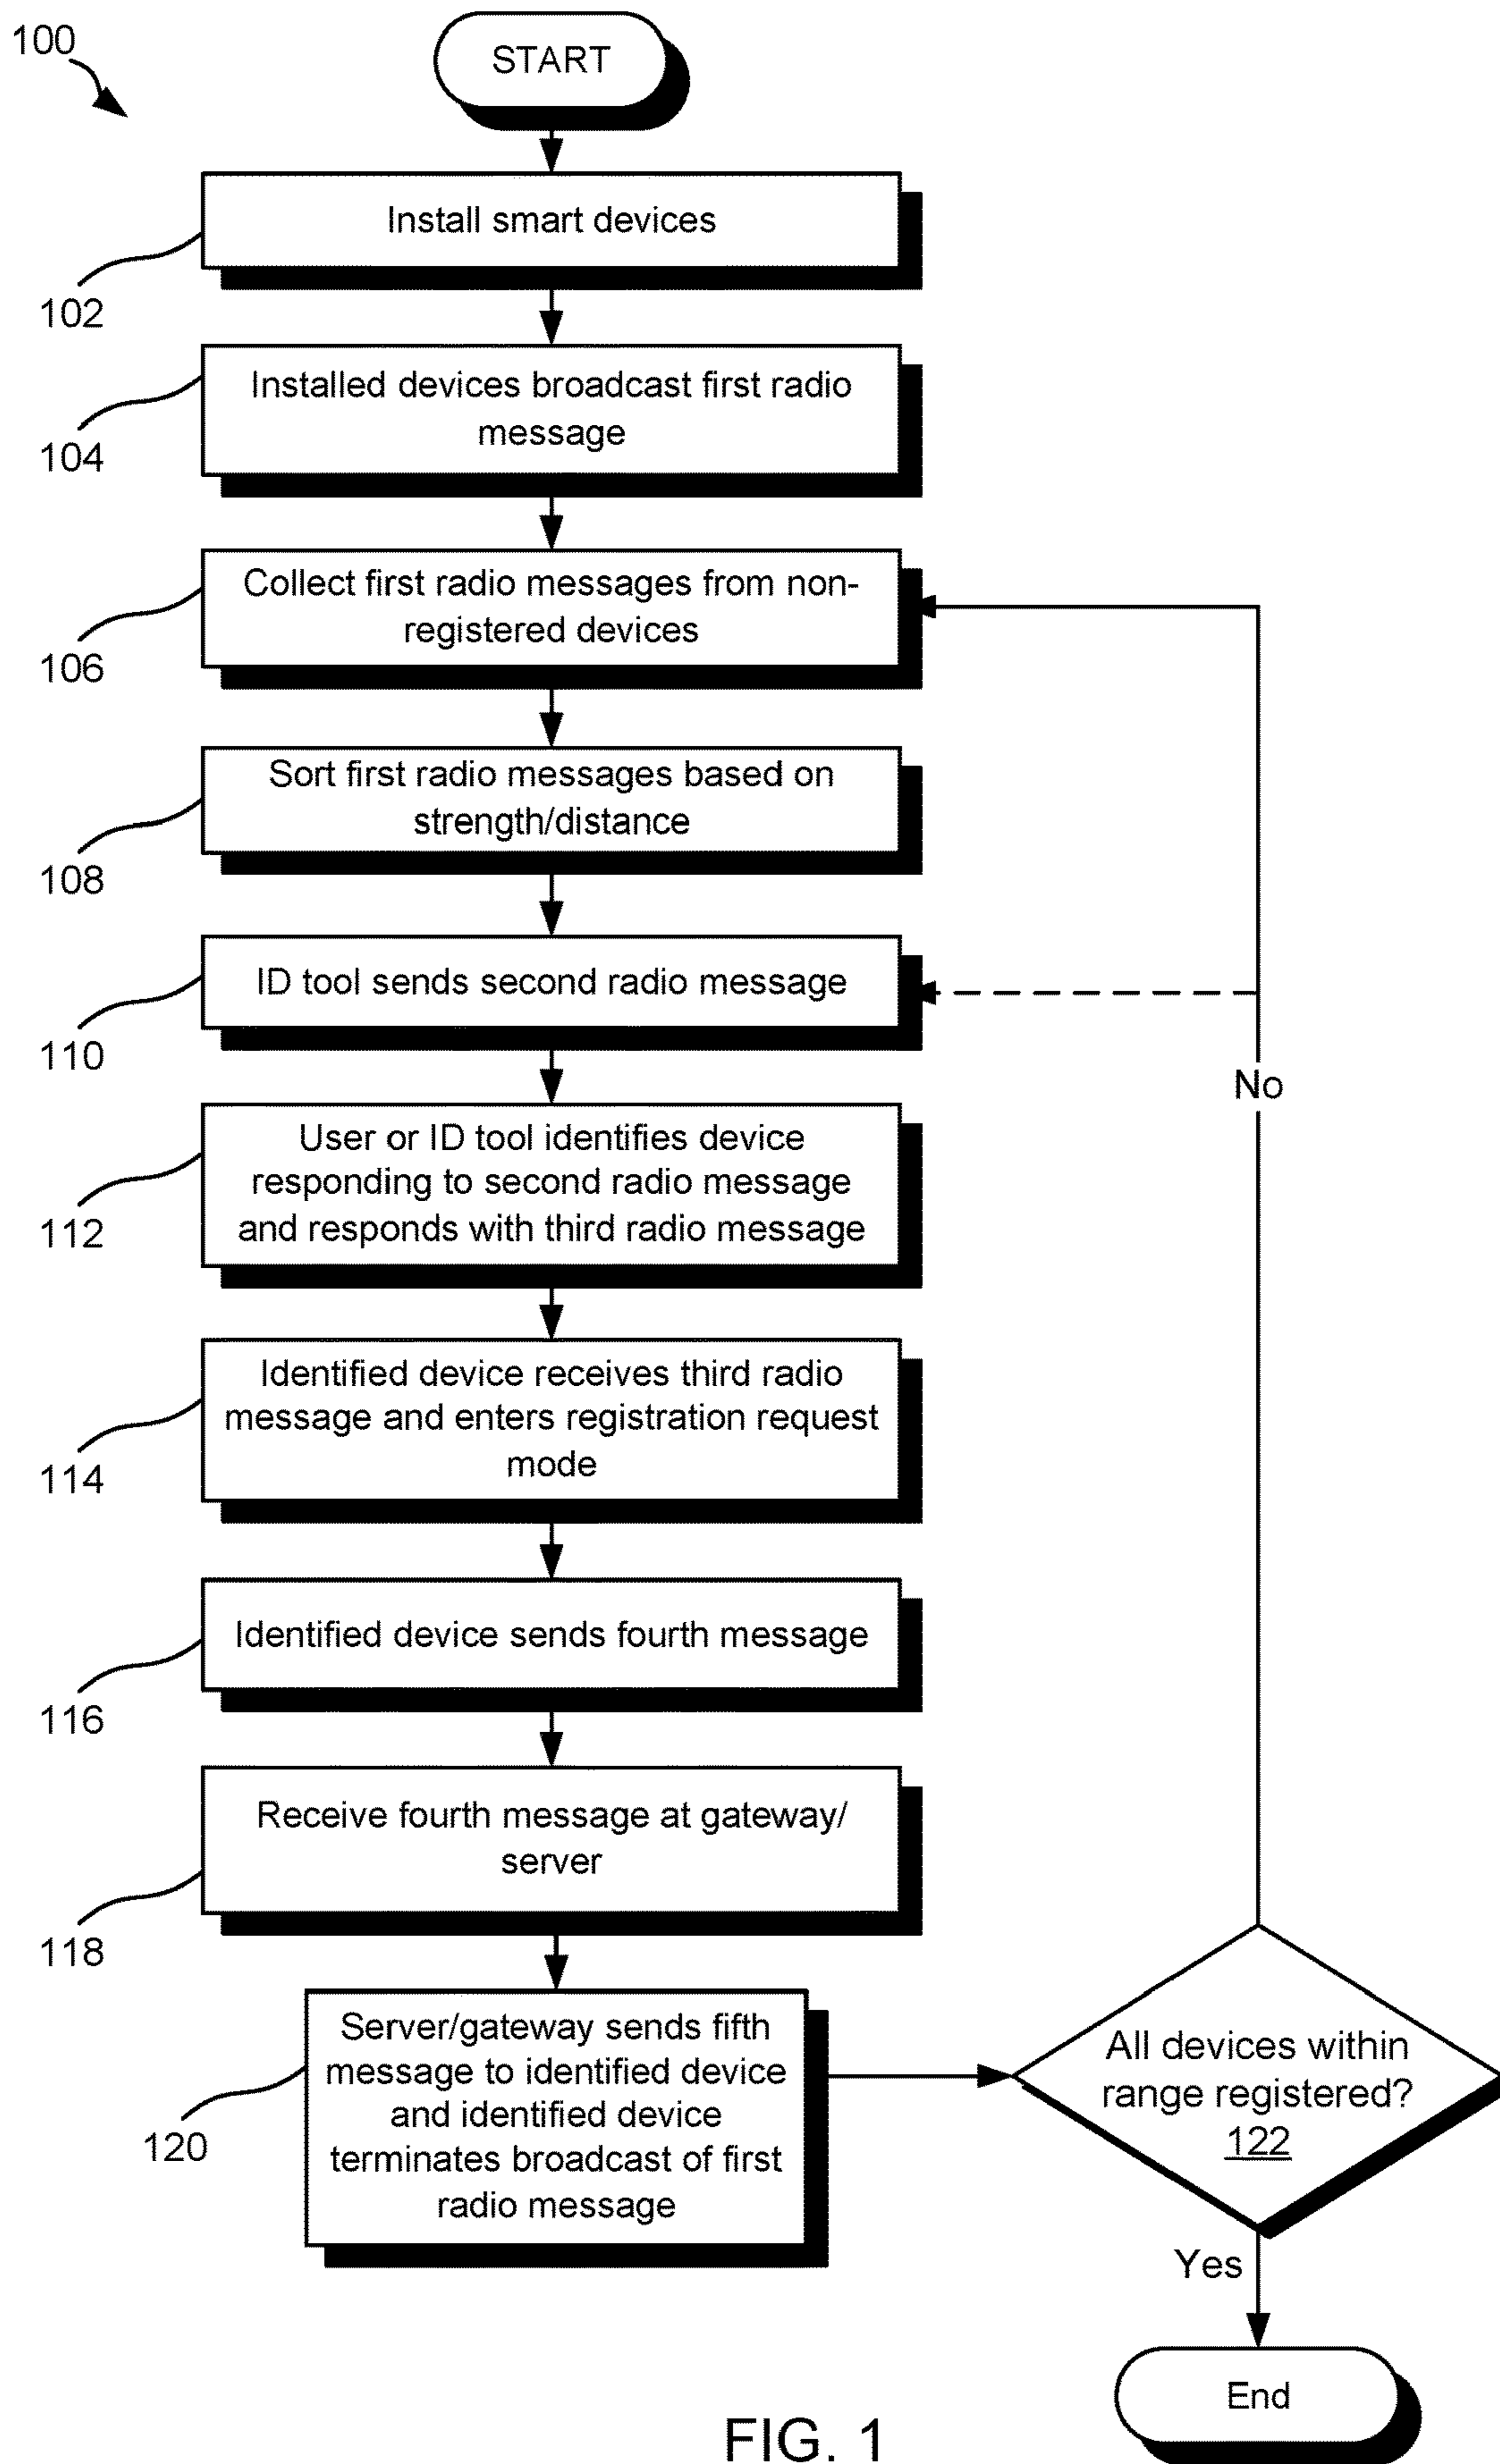 100
START
Install smart devices
102
Installed devices broadcast first radio
message
104
Collect first radio messages from non-
registered devices
106
Sort first radio messages based on
strength/distance
108
ID tool sends second radio message
110
No
User or ID tool identifies device
responding to second radio message
and responds with third radio message
112
Identified device receives third radio
message and enters registration request
mode
114
Identified device sends fourth message
116
Receive fourth message at gateway/
server
118
Server/gateway sends fifth
message to identified device
and identified device
terminates broadcast of first
radio message
120
All devices within
range registered?
122
Yes
End
FIG. 1